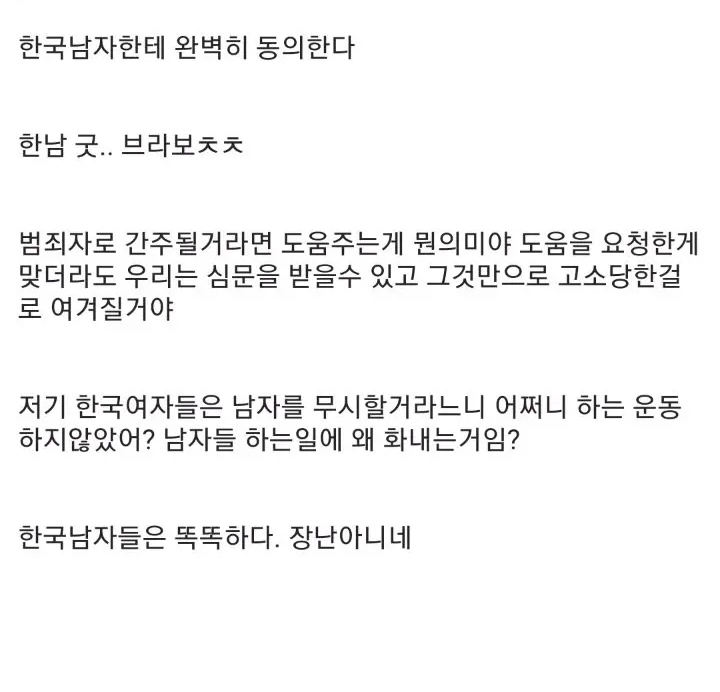 한국남자한테 완벽히 동의한다
한남 굿.. 브라보ㅊㅊ
범죄자로 간주될거라면 도움주는게 뭔의미야 도움을 요청한게
맞더라도 우리는 심문을 받을수 있고 그것만으로 고소당한걸
로 여겨질거야
저기 한국여자들은 남자를 무시할거라느니 어쩌니 하는 운동
하지않았어? 남자들 하는일에 왜 화내는거임?
한국남자들은 똑똑하다. 장난아니네